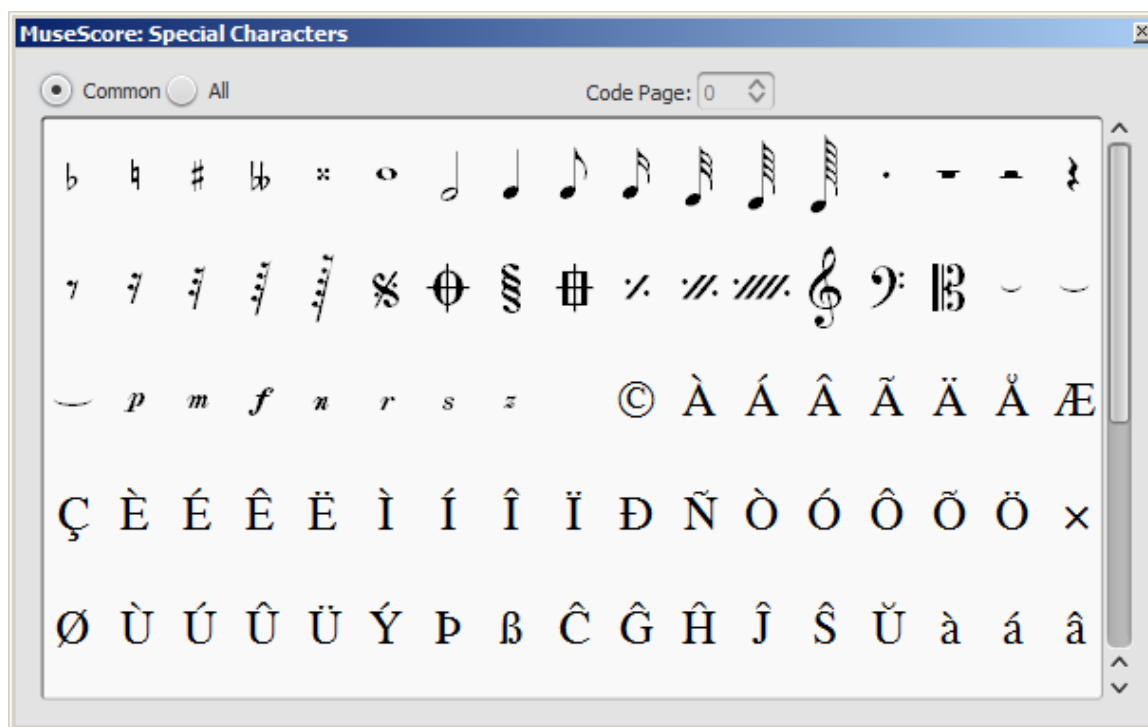 MuseScore: Special Characters
Common All Code Page: 0
♭ ♮ ♯ 𝄫 𝄪 𝅝 𝅗𝅥 𝅘𝅥 𝅘𝅥𝅮 𝅘𝅥𝅯 𝅘𝅥𝅰 𝅘𝅥𝅱 𝅘𝅥𝅲 . 𝄻 𝄼 𝄽
𝄾 𝄿 𝅀 𝅁 𝅂 𝄋 𝄌 § 𝄎 𝄏 𝄞 𝄢 𝄡 ‿ ‿
‿ p m f n r s z © À Á Â Ã Ä Å Æ
Ç È É Ê Ë Ì Í Î Ï Ð Ñ Ò Ó Ô Õ Ö ×
Ø Ù Ú Û Ü Ý Þ ß Ĉ Ĝ Ĥ Ĵ Ŝ Ŭ à á â